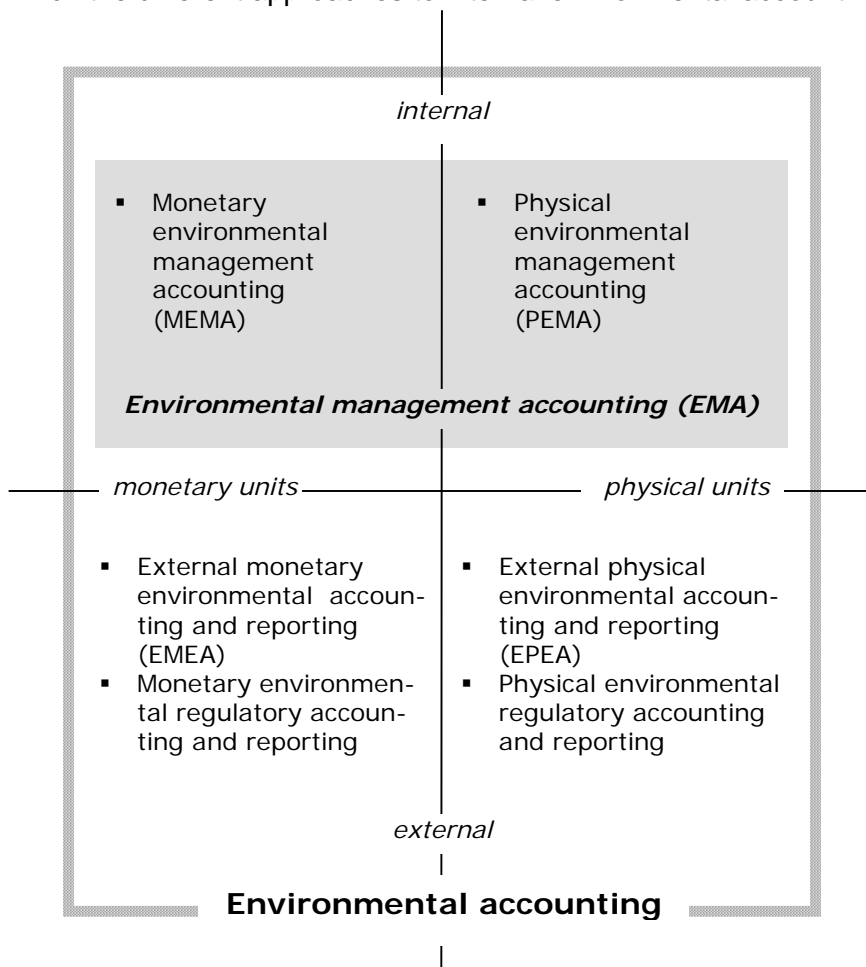 internal
▪ Monetary
environmental
management
accounting
(MEMA)
▪ Physical
environmental
management
accounting
(PEMA)
Environmental management accounting (EMA)
monetary units
physical units
▪ External monetary
environmental accoun-
ting and reporting
(EMEA)
▪ Monetary environmen-
tal regulatory accoun-
ting and reporting
▪ External physical
environmental accoun-
ting and reporting
(EPEA)
▪ Physical environmental
regulatory accounting
and reporting
external
Environmental accounting